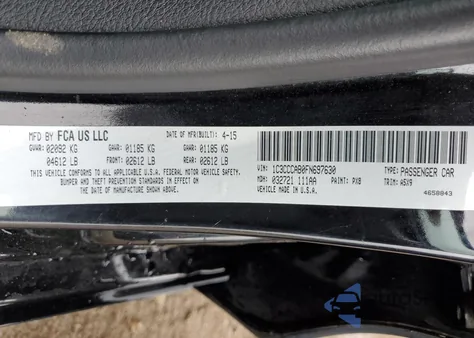 MFD BY FCA US LLC DATE OF MFR(BUILT): 4-15
GVWR: 02092 KG GAWR: 01185 KG GAWR: 01185 KG
04612 LB FRONT: 02612 LB REAR: 02612 LB
THIS VEHICLE CONFORMS TO ALL APPLICABLE U.S.A. FEDERAL MOTOR VEHICLE SAFETY,
BUMPER AND THEFT PREVENTION STANDARDS IN EFFECT ON THE
DATE OF MANUFACTURE SHOWN ABOVE. MADE IN U.S.A.
VIN: 1C3CCCAB0FN697630 TYPE: PASSENGER CAR
MDH: 032721 111AA PAINT: PX8 TRIM: A5X9
4658843